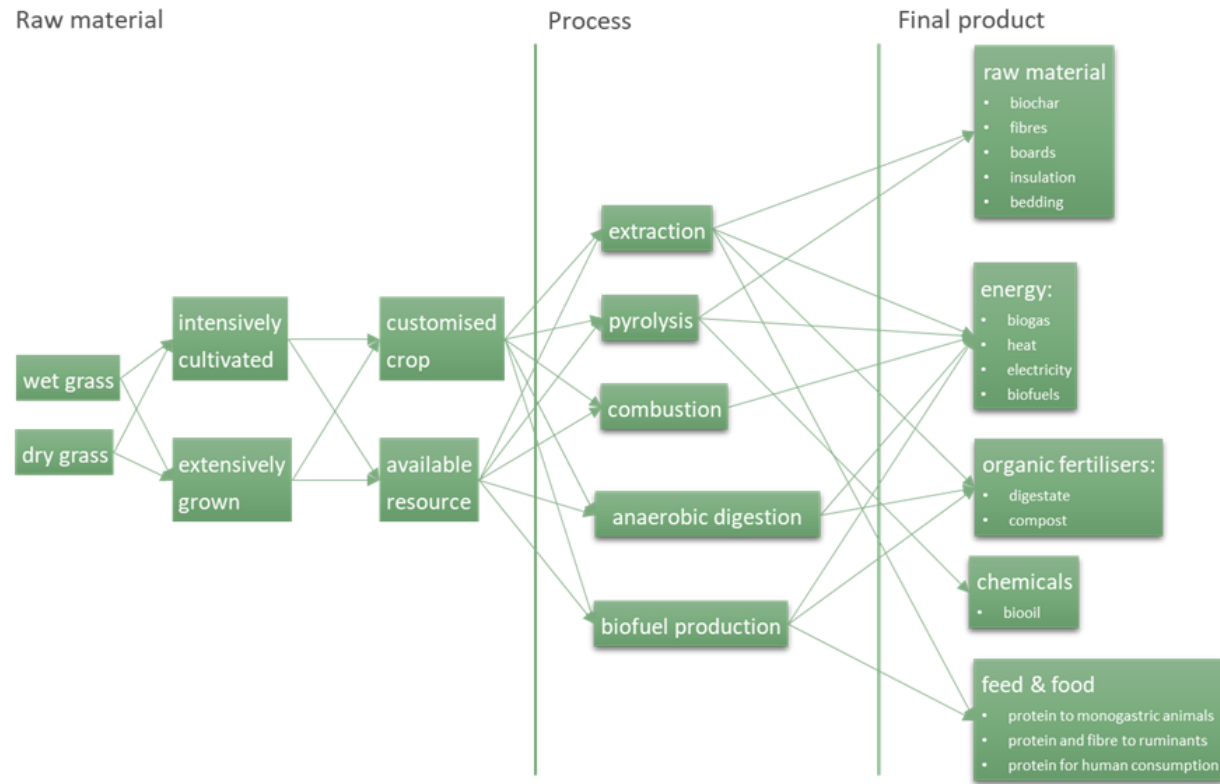 Raw material
Process
Final product
wet grass
dry grass
intensively
cultivated
extensively
grown
customised
crop
available
resource
extraction
pyrolysis
combustion
anaerobic digestion
biofuel production
raw material
• biochar
• fibres
• boards
• insulation
• bedding
energy:
• biogas
• heat
• electricity
• biofuels
organic fertilisers:
• digestate
• compost
chemicals
• biooil
feed & food
• protein to monogastric animals
• protein and fibre to ruminants
• protein for human consumption